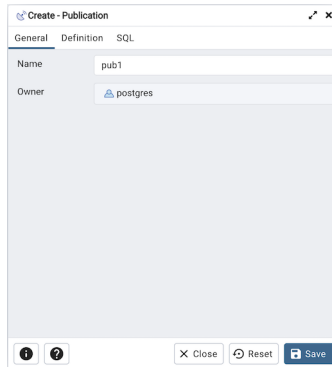 Create - Publication
General Definition SQL
Name pub1
Owner postgres
Close Reset Save